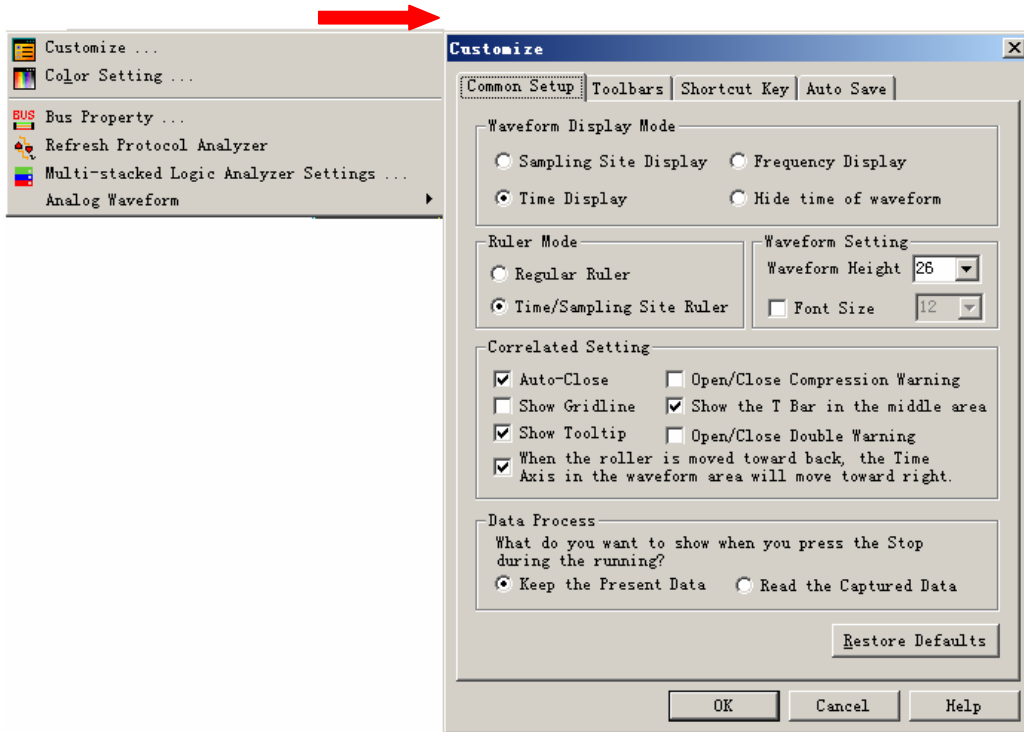 Customize ...
Color Setting ...
BUS Bus Property ...
Refresh Protocol Analyzer
Multi-stacked Logic Analyzer Settings ...
Analog Waveform
Customize
Common Setup Toolbars Shortcut Key Auto Save
Waveform Display Mode
Sampling Site Display Frequency Display
Time Display Hide time of waveform
Ruler Mode
Regular Ruler
Time/Sampling Site Ruler
Waveform Setting
Waveform Height 26
Font Size 12
Correlated Setting
Auto-Close Open/Close Compression Warning
Show Gridline Show the T Bar in the middle area
Show Tooltip Open/Close Double Warning
When the roller is moved toward back, the Time
Axis in the waveform area will move toward right.
Data Process
What do you want to show when you press the Stop
during the running?
Keep the Present Data Read the Captured Data
Restore Defaults
OK Cancel Help